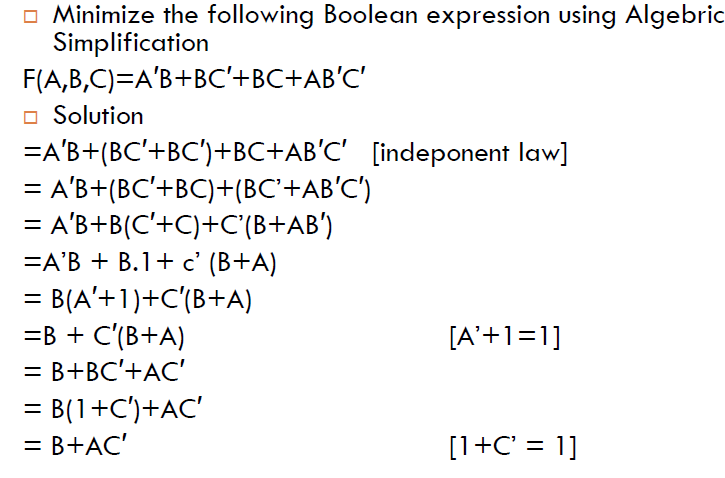 Minimize the following Boolean expression using Algebric
Simplification
F(A,B,C)=A'B+BC'+BC+AB'C'
Solution
=A'B+(BC'+BC')+BC+AB'C' [indeponent law]
= A'B+(BC'+BC)+(BC'+AB'C')
= A'B+B(C'+C)+C'(B+AB')
=A'B + B.1+ c' (B+A)
= B(A'+1)+C'(B+A)
=B + C'(B+A) [A'+1=1]
= B+BC'+AC'
= B(1+C')+AC'
= B+AC' [1+C' = 1]